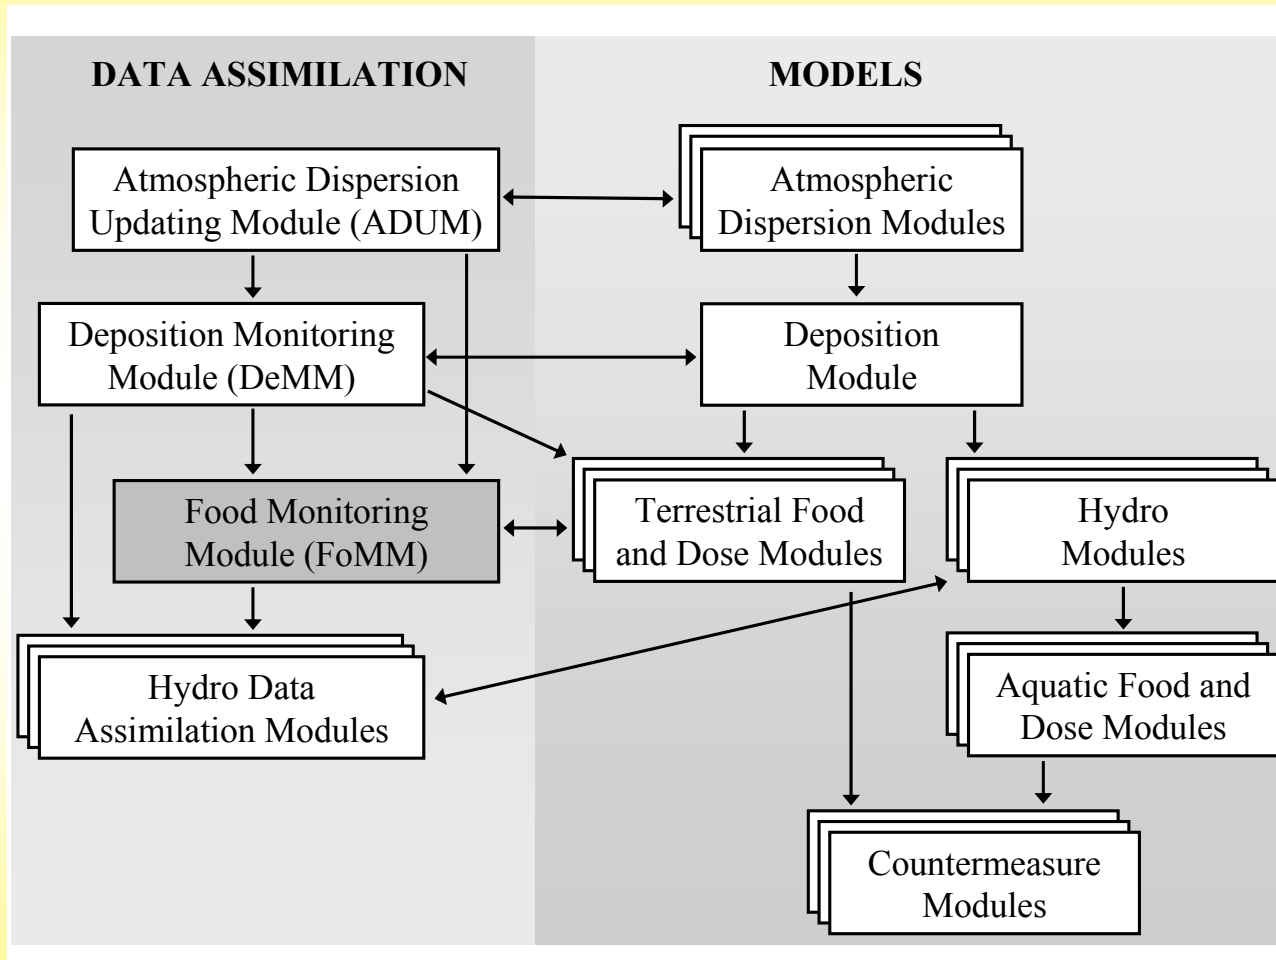 DATA ASSIMILATION
MODELS
Atmospheric Dispersion
Updating Module (ADUM)
Atmospheric
Dispersion Modules
Deposition Monitoring
Module (DeMM)
Deposition
Module
Food Monitoring
Module (FoMM)
Terrestrial Food
and Dose Modules
Hydro
Modules
Hydro Data
Assimilation Modules
Aquatic Food and
Dose Modules
Countermeasure
Modules